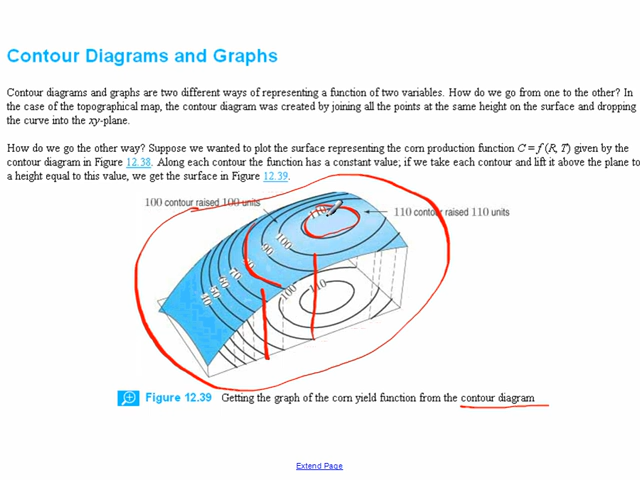 Contour Diagrams and Graphs
Contour diagrams and graphs are two different ways of representing a function of two variables. How do we go from one to the other? In
the case of the topographical map, the contour diagram was created by joining all the points at the same height on the surface and dropping
the curve into the xy-plane.
How do we go the other way? Suppose we wanted to plot the surface representing the corn production function C = f (R, T) given by the
contour diagram in Figure 12.38. Along each contour the function has a constant value; if we take each contour and lift it above the plane to
a height equal to this value, we get the surface in Figure 12.39.
100 contour raised 100 units
110 contour raised 110 units
110
100
90
70
100
110
Figure 12.39 Getting the graph of the corn yield function from the contour diagram
Extend Page